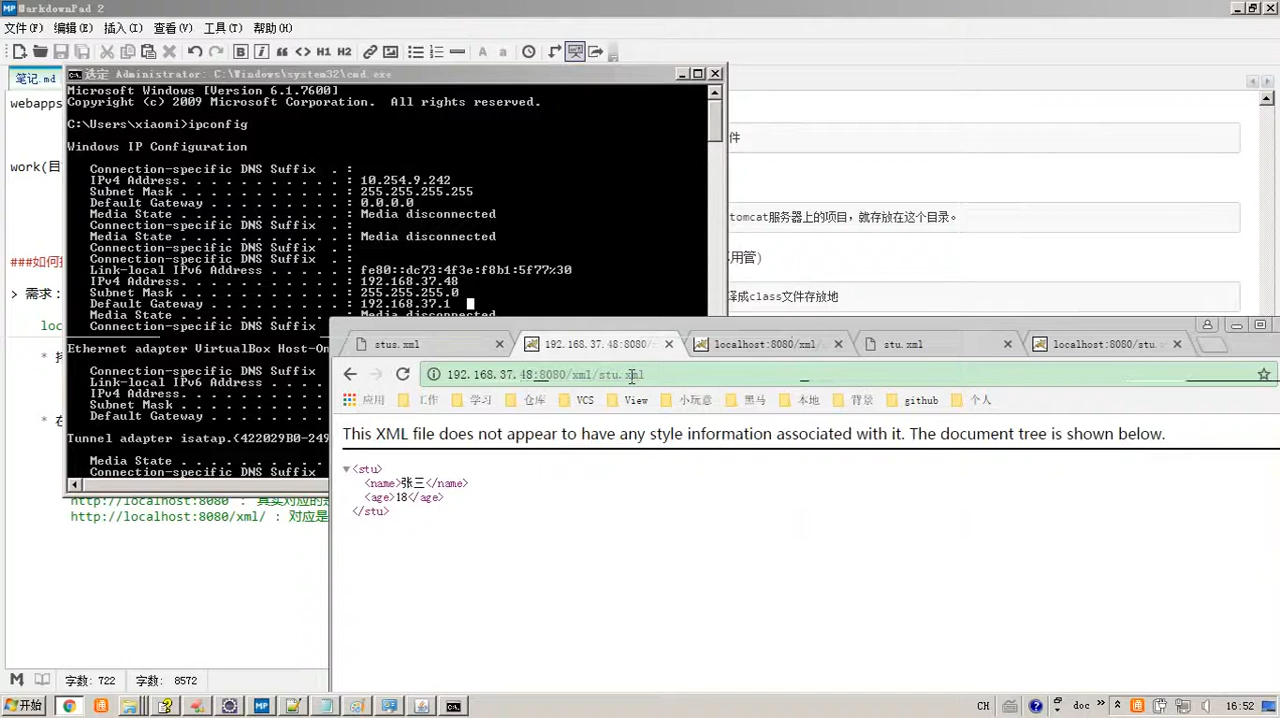 MarkdownPad 2
文件(F) 编辑(E) 插入(I) 查看(V) 工具(T) 帮助(H)
B I “ H1 H2 A a
笔记.md
选定 Administrator: C:\Windows\system32\cmd.exe
Microsoft Windows [Version 6.1.7600]
Copyright (c) 2009 Microsoft Corporation. All rights reserved.
C:\Users\xiaomi>ipconfig
Windows IP Configuration
Connection-specific DNS Suffix . :
IPv4 Address. . . . . . . . . . . : 10.254.9.242
Subnet Mask . . . . . . . . . . . : 255.255.255.255
Default Gateway . . . . . . . . . : 0.0.0.0
Media State . . . . . . . . . . . : Media disconnected
Connection-specific DNS Suffix . :
Media State . . . . . . . . . . . : Media disconnected
Connection-specific DNS Suffix . :
Connection-specific DNS Suffix . :
Link-local IPv6 Address . . . . . : fe80::dc73:4f3e:f8b1:5f77%30
IPv4 Address. . . . . . . . . . . : 192.168.37.48
Subnet Mask . . . . . . . . . . . : 255.255.255.0
Default Gateway . . . . . . . . . : 192.168.37.1
Media State . . . . . . . . . . . : Media disconnected
Connection-specific DNS Suffix
Ethernet adapter VirtualBox Host-On
Connection-specific DNS Suffix
Link-local IPv6 Address . . . .
IPv4 Address. . . . . . . . . .
Subnet Mask . . . . . . . . . .
Default Gateway . . . . . . . .
Tunnel adapter isatap.{422029B0-249
Media State . . . . . . . . . .
Connection-specific DNS Suffix
webapps
work(目
###如何
> 需求：
loc
* 在
http://localhost:8080 : 其实对应的是
http://localhost:8080/xml/ : 对应是
件
tomcat服务器上的项目，就存放在这个目录。
用管)
译成class文件存放地
stus.xml
192.168.37.48:8080/
localhost:8080/xml/
stu.xml
localhost:8080/stu.
192.168.37.48:8080/xml/stu.xml
应用 工作 学习 仓库 VCS View 小玩意 黑马 本地 背景 github 个人
This XML file does not appear to have any style information associated with it. The document tree is shown below.
<stu>
<name>张三</name>
<age>18</age>
</stu>
字数: 722 字数: 8572
开始 CH doc » 16:52